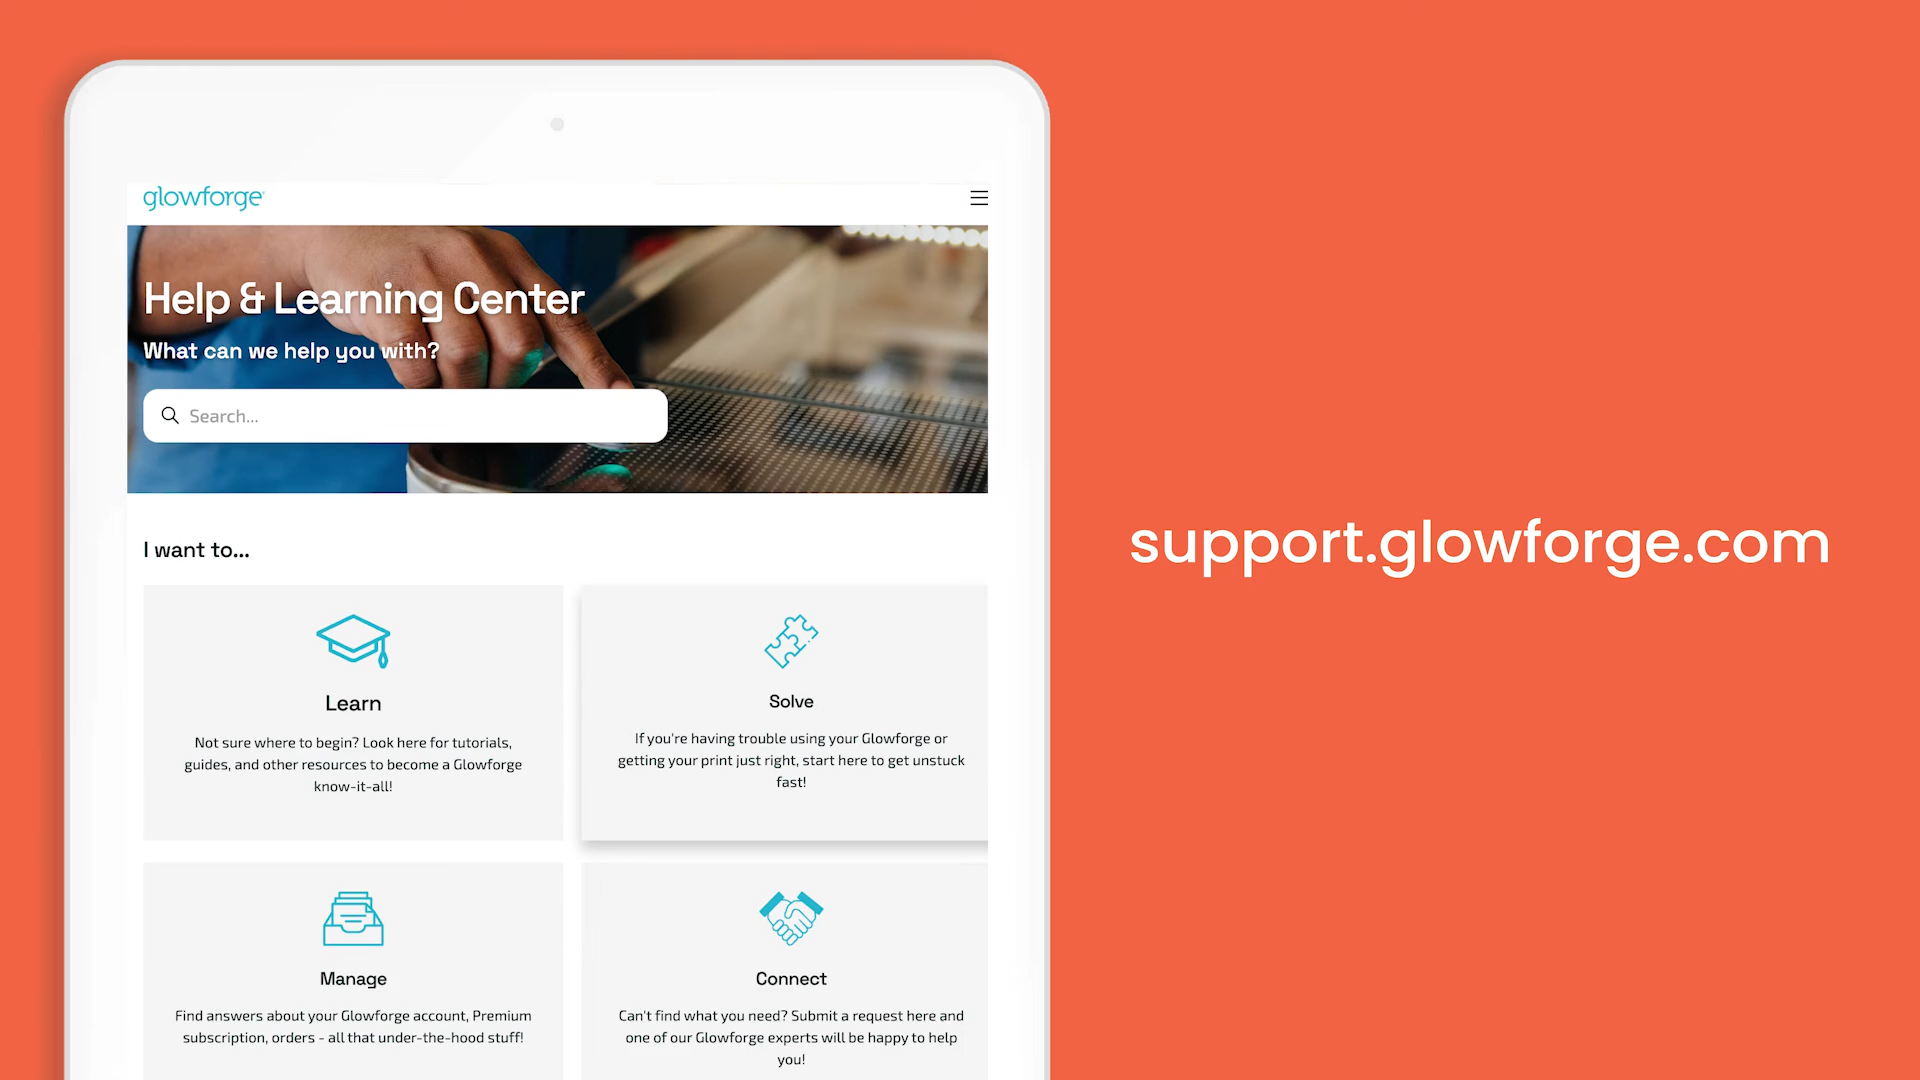 glowforge
Help & Learning Center
What can we help you with?
Search...
I want to...
Learn
Not sure where to begin? Look here for tutorials,
guides, and other resources to become a Glowforge
know-it-all!
Solve
If you're having trouble using your Glowforge or
getting your print just right, start here to get unstuck
fast!
Manage
Find answers about your Glowforge account, Premium
subscription, orders - all that under-the-hood stuff!
Connect
Can't find what you need? Submit a request here and
one of our Glowforge experts will be happy to help
you!
support.glowforge.com